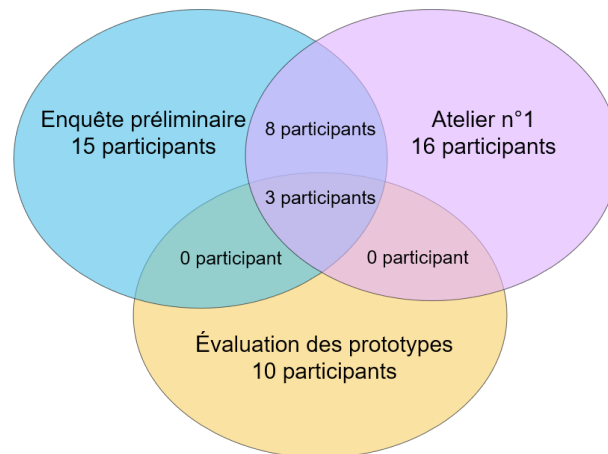 Enquête préliminaire
15 participants
8 participants
Atelier n°1
16 participants
3 participants
0 participant
0 participant
Évaluation des prototypes
10 participants